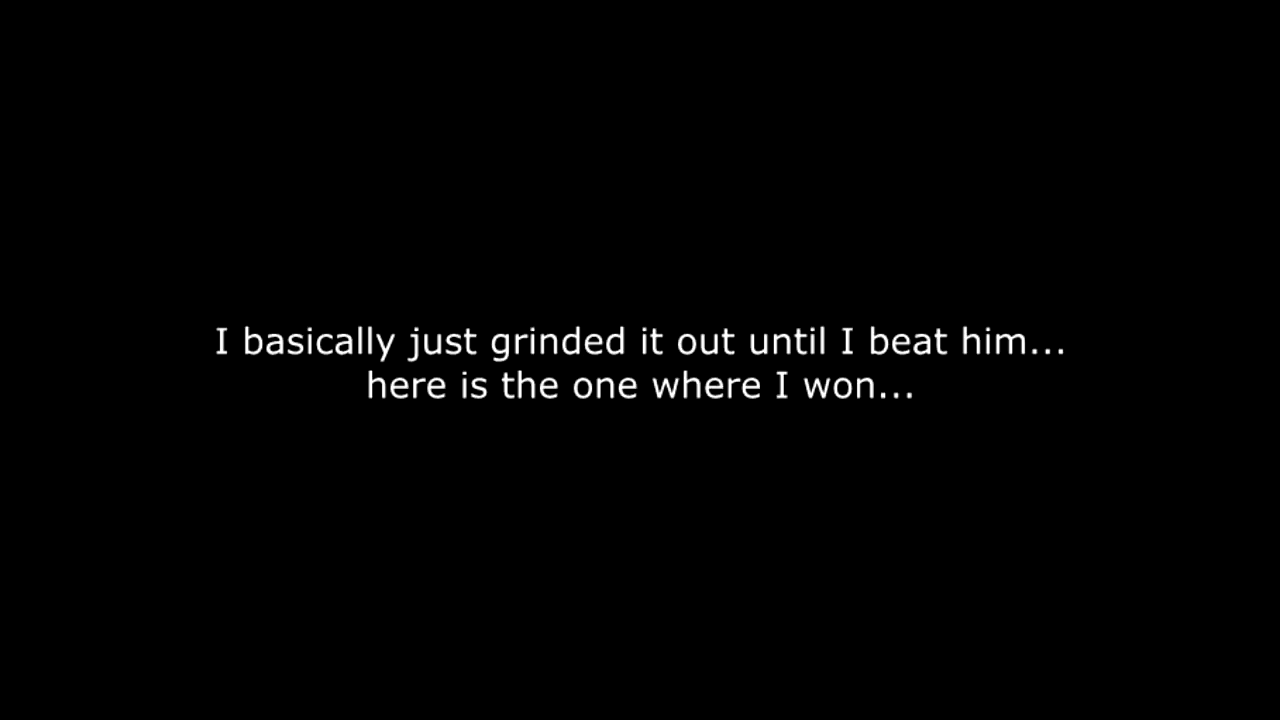 I basically just grinded it out until I beat him...
here is the one where I won...